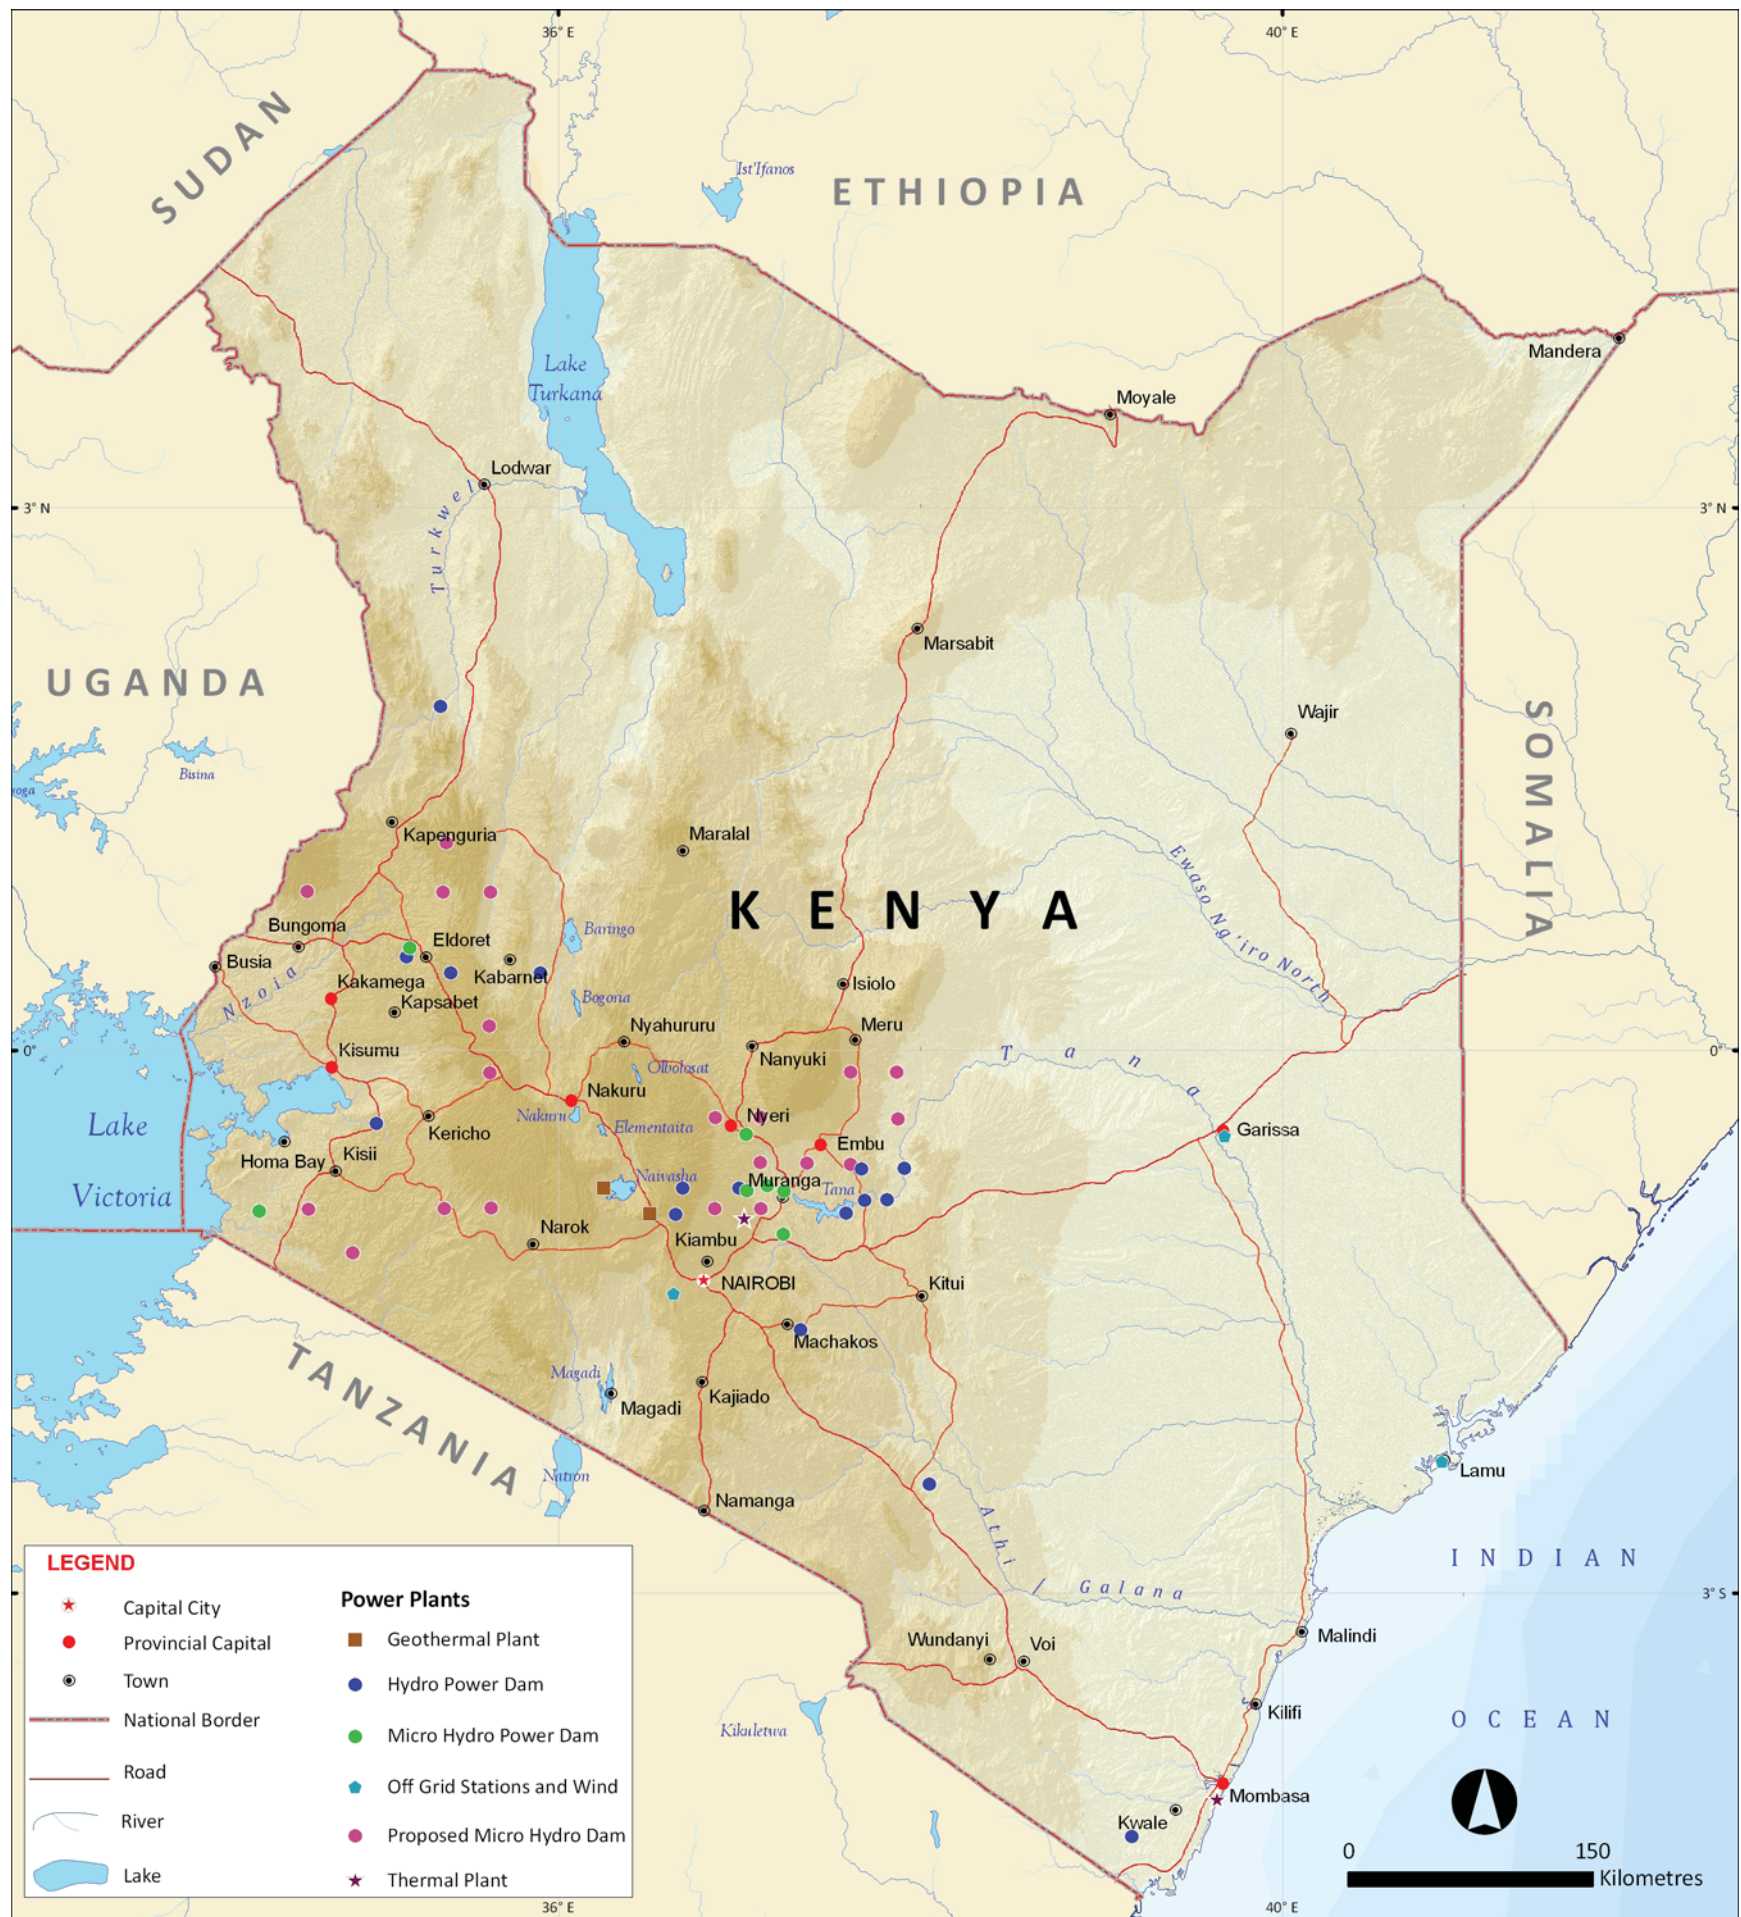 36° E
40° E
SUDAN
Ist'Ifanos
ETHIOPIA
Lake
Turkana
Mandera
Moyale
Lodwar
3° N
3° N
Turkwel
Marsabit
UGANDA
SOMALIA
Wajir
Bisina
oga
Kapenguria
Maralal
KENYA
Ewaso Ng'iro North
Bungoma
Baringo
Eldoret
Busia
Kabarnet
Kakamega
Isiolo
Nzoia
Kapsabet
Bogoria
Nyahururu
Meru
Kisumu
Nanyuki
0°
0°
Tana
Olbolosat
Nakuru
Lake
Victoria
Nakuru
Nyeri
Elementaita
Garissa
Kericho
Embu
Homa Bay
Kisii
Naivasha
Muranga
Tana
Narok
Kiambu
NAIROBI
Kitui
Machakos
TANZANIA
Magadi
Magadi
Kajiado
Natron
Lamu
Namanga
Athi / Galana
INDIAN
OCEAN
3° S
Wundanyi
Voi
Malindi
Kilifi
Kikuletwa
Mombasa
Kwale
LEGEND
Capital City
Provincial Capital
Town
National Border
Road
River
Lake
Power Plants
Geothermal Plant
Hydro Power Dam
Micro Hydro Power Dam
Off Grid Stations and Wind
Proposed Micro Hydro Dam
Thermal Plant
0 150
Kilometres
36° E
40° E